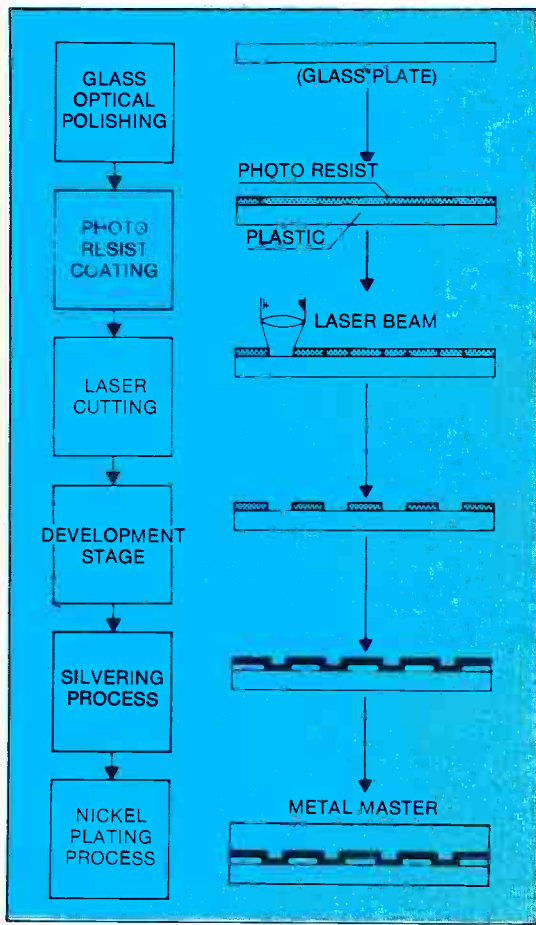 GLASS
OPTICAL
POLISHING
(GLASS PLATE)
PHOTO
RESIST
COATING
PHOTO RESIST
PLASTIC
LASER
CUTTING
LASER BEAM
DEVELOPMENT
STAGE
SILVERING
PROCESS
NICKEL
PLATING
PROCESS
METAL MASTER